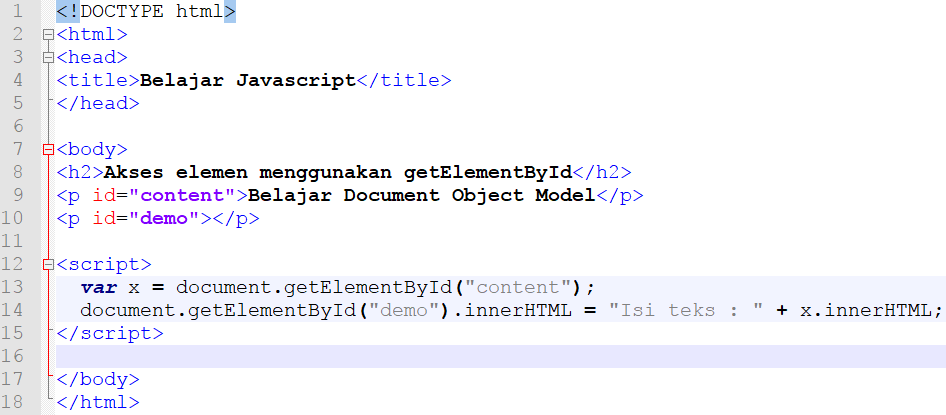 1 <!DOCTYPE html>
2 <html>
3 <head>
4 <title>Belajar Javascript</title>
5 </head>
6
7 <body>
8 <h2>Akses elemen menggunakan getElementById</h2>
9 <p id="content">Belajar Document Object Model</p>
10 <p id="demo"></p>
11
12 <script>
13 var x = document.getElementById("content");
14 document.getElementById("demo").innerHTML = "Isi teks : " + x.innerHTML;
15 </script>
16
17 </body>
18 </html>